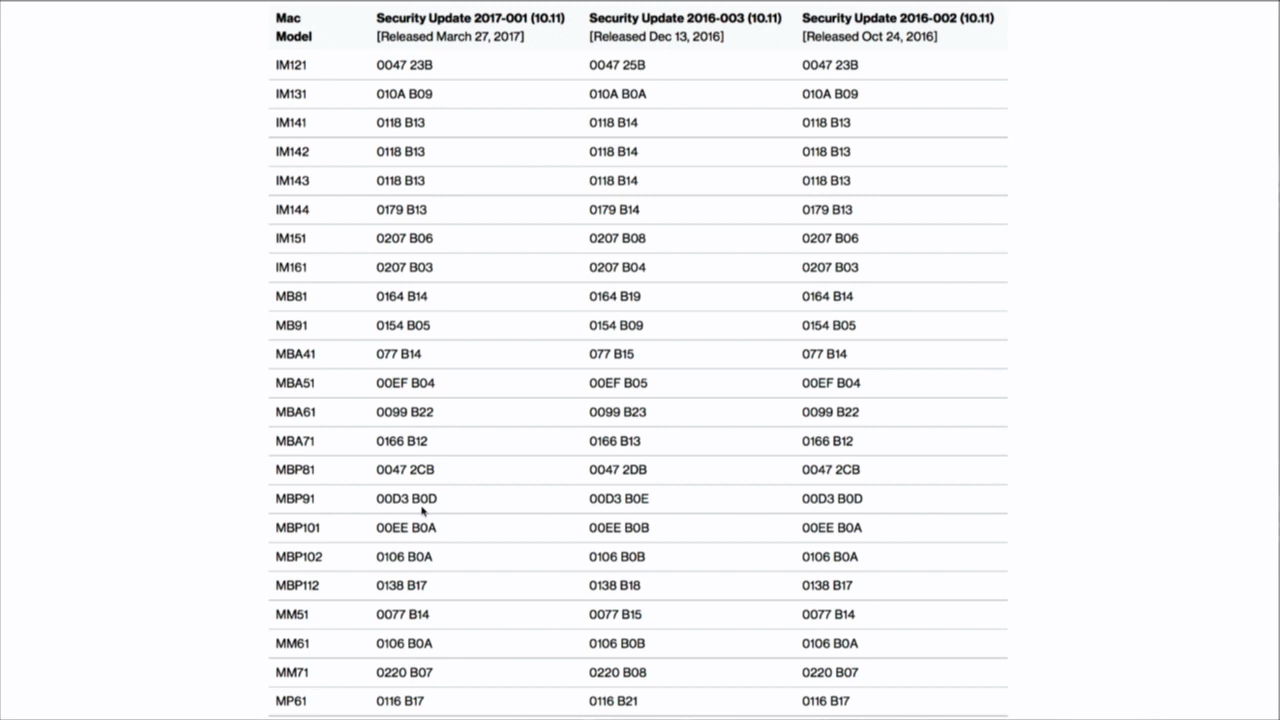 Mac Model Security Update 2017-001 (10.11) [Released March 27, 2017] Security Update 2016-003 (10.11) [Released Dec 13, 2016] Security Update 2016-002 (10.11) [Released Oct 24, 2016]
IM121 0047 23B 0047 25B 0047 23B
IM131 010A B09 010A B0A 010A B09
IM141 0118 B13 0118 B14 0118 B13
IM142 0118 B13 0118 B14 0118 B13
IM143 0118 B13 0118 B14 0118 B13
IM144 0179 B13 0179 B14 0179 B13
IM151 0207 B06 0207 B08 0207 B06
IM161 0207 B03 0207 B04 0207 B03
MB81 0164 B14 0164 B19 0164 B14
MB91 0154 B05 0154 B09 0154 B05
MBA41 077 B14 077 B15 077 B14
MBA51 00EF B04 00EF B05 00EF B04
MBA61 0099 B22 0099 B23 0099 B22
MBA71 0166 B12 0166 B13 0166 B12
MBP81 0047 2CB 0047 2DB 0047 2CB
MBP91 00D3 B0D 00D3 B0E 00D3 B0D
MBP101 00EE B0A 00EE B0B 00EE B0A
MBP102 0106 B0A 0106 B0B 0106 B0A
MBP112 0138 B17 0138 B18 0138 B17
MM51 0077 B14 0077 B15 0077 B14
MM61 0106 B0A 0106 B0B 0106 B0A
MM71 0220 B07 0220 B08 0220 B07
MP61 0116 B17 0116 B21 0116 B17